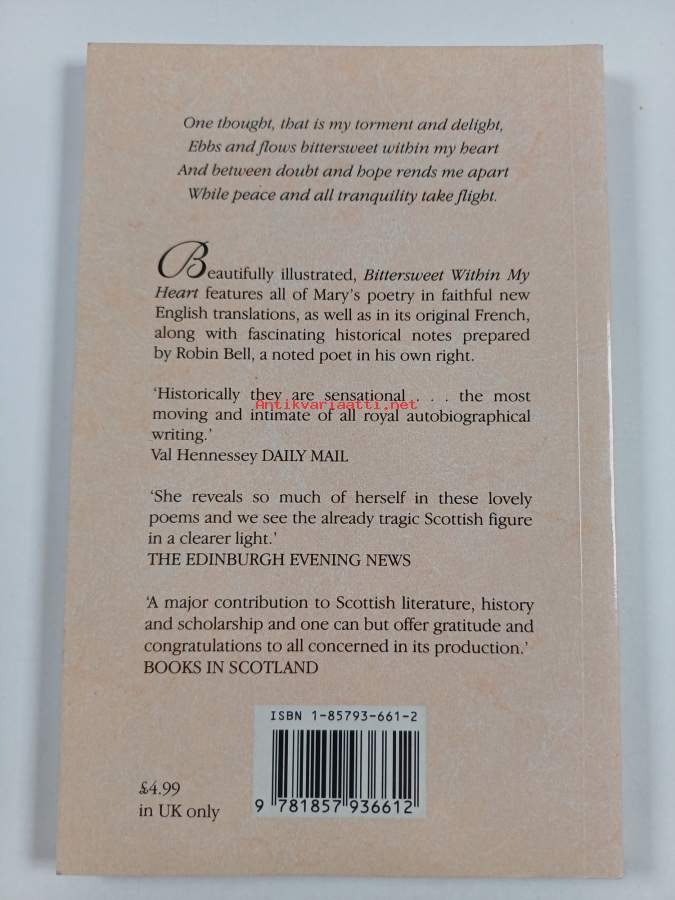 One thought, that is my torment and delight,
Ebbs and flows bittersweet within my heart
And between doubt and hope rends me apart
While peace and all tranquility take flight.
Beautifully illustrated, Bittersweet Within My
Heart features all of Mary's poetry in faithful new
English translations, as well as in its original French,
along with fascinating historical notes prepared
by Robin Bell, a noted poet in his own right.
'Historically they are sensational . . . the most
Antikvariaatti.net
moving and intimate of all royal autobiographical
writing.'
Val Hennessey DAILY MAIL
'She reveals so much of herself in these lovely
poems and we see the already tragic Scottish figure
in a clearer light.'
THE EDINBURGH EVENING NEWS
'A major contribution to Scottish literature, history
and scholarship and one can but offer gratitude and
congratulations to all concerned in its production.'
BOOKS IN SCOTLAND
ISBN 1-85793-661-2
£4.99
in UK only
9 781857 936612